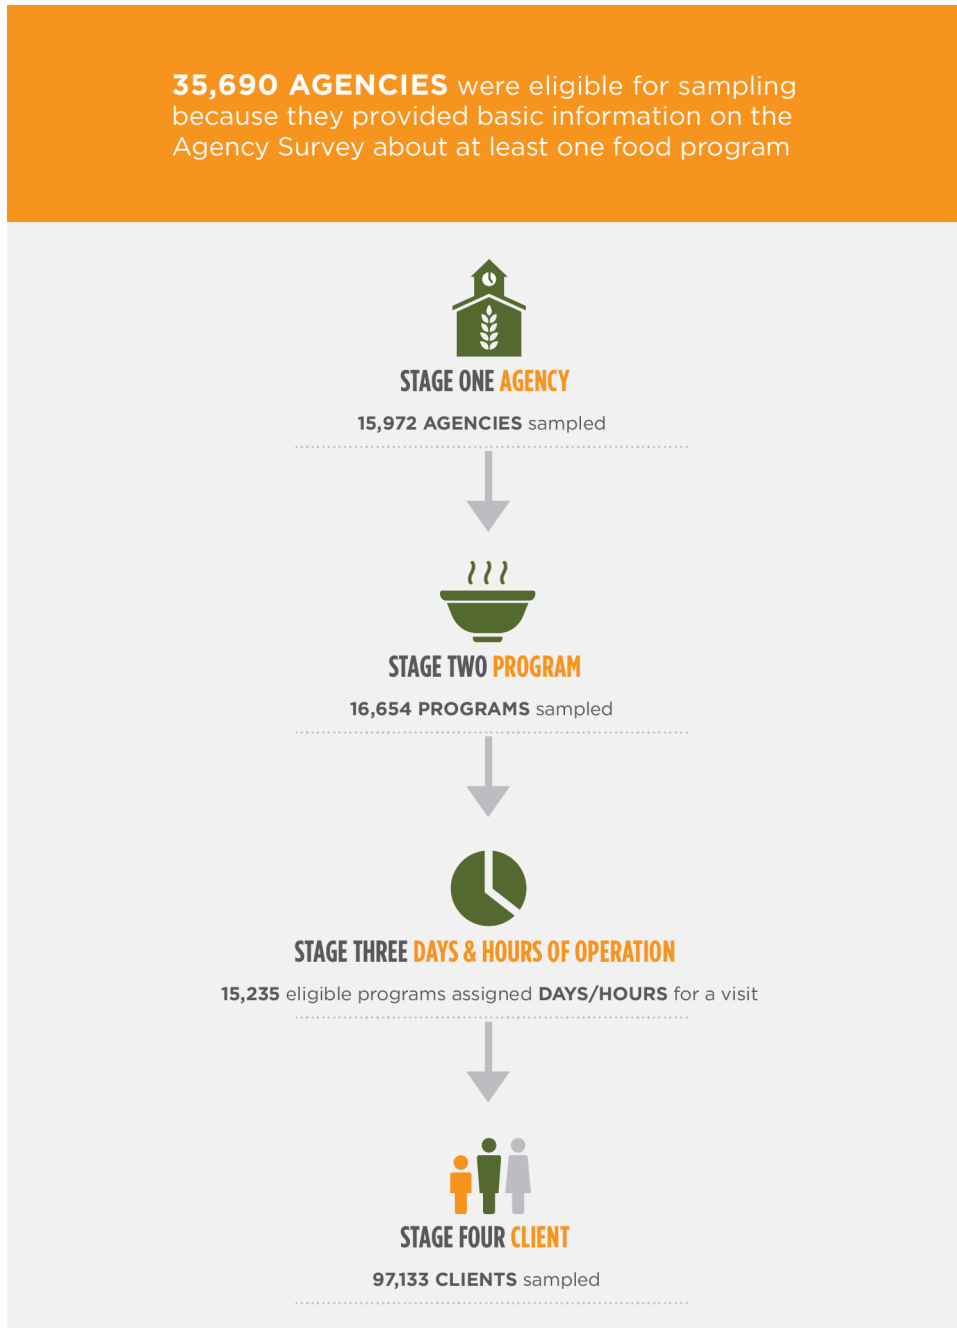 35,690 AGENCIES were eligible for sampling
because they provided basic information on the
Agency Survey about at least one food program
STAGE ONE AGENCY
15,972 AGENCIES sampled
STAGE TWO PROGRAM
16,654 PROGRAMS sampled
STAGE THREE DAYS & HOURS OF OPERATION
15,235 eligible programs assigned DAYS/HOURS for a visit
STAGE FOUR CLIENT
97,133 CLIENTS sampled